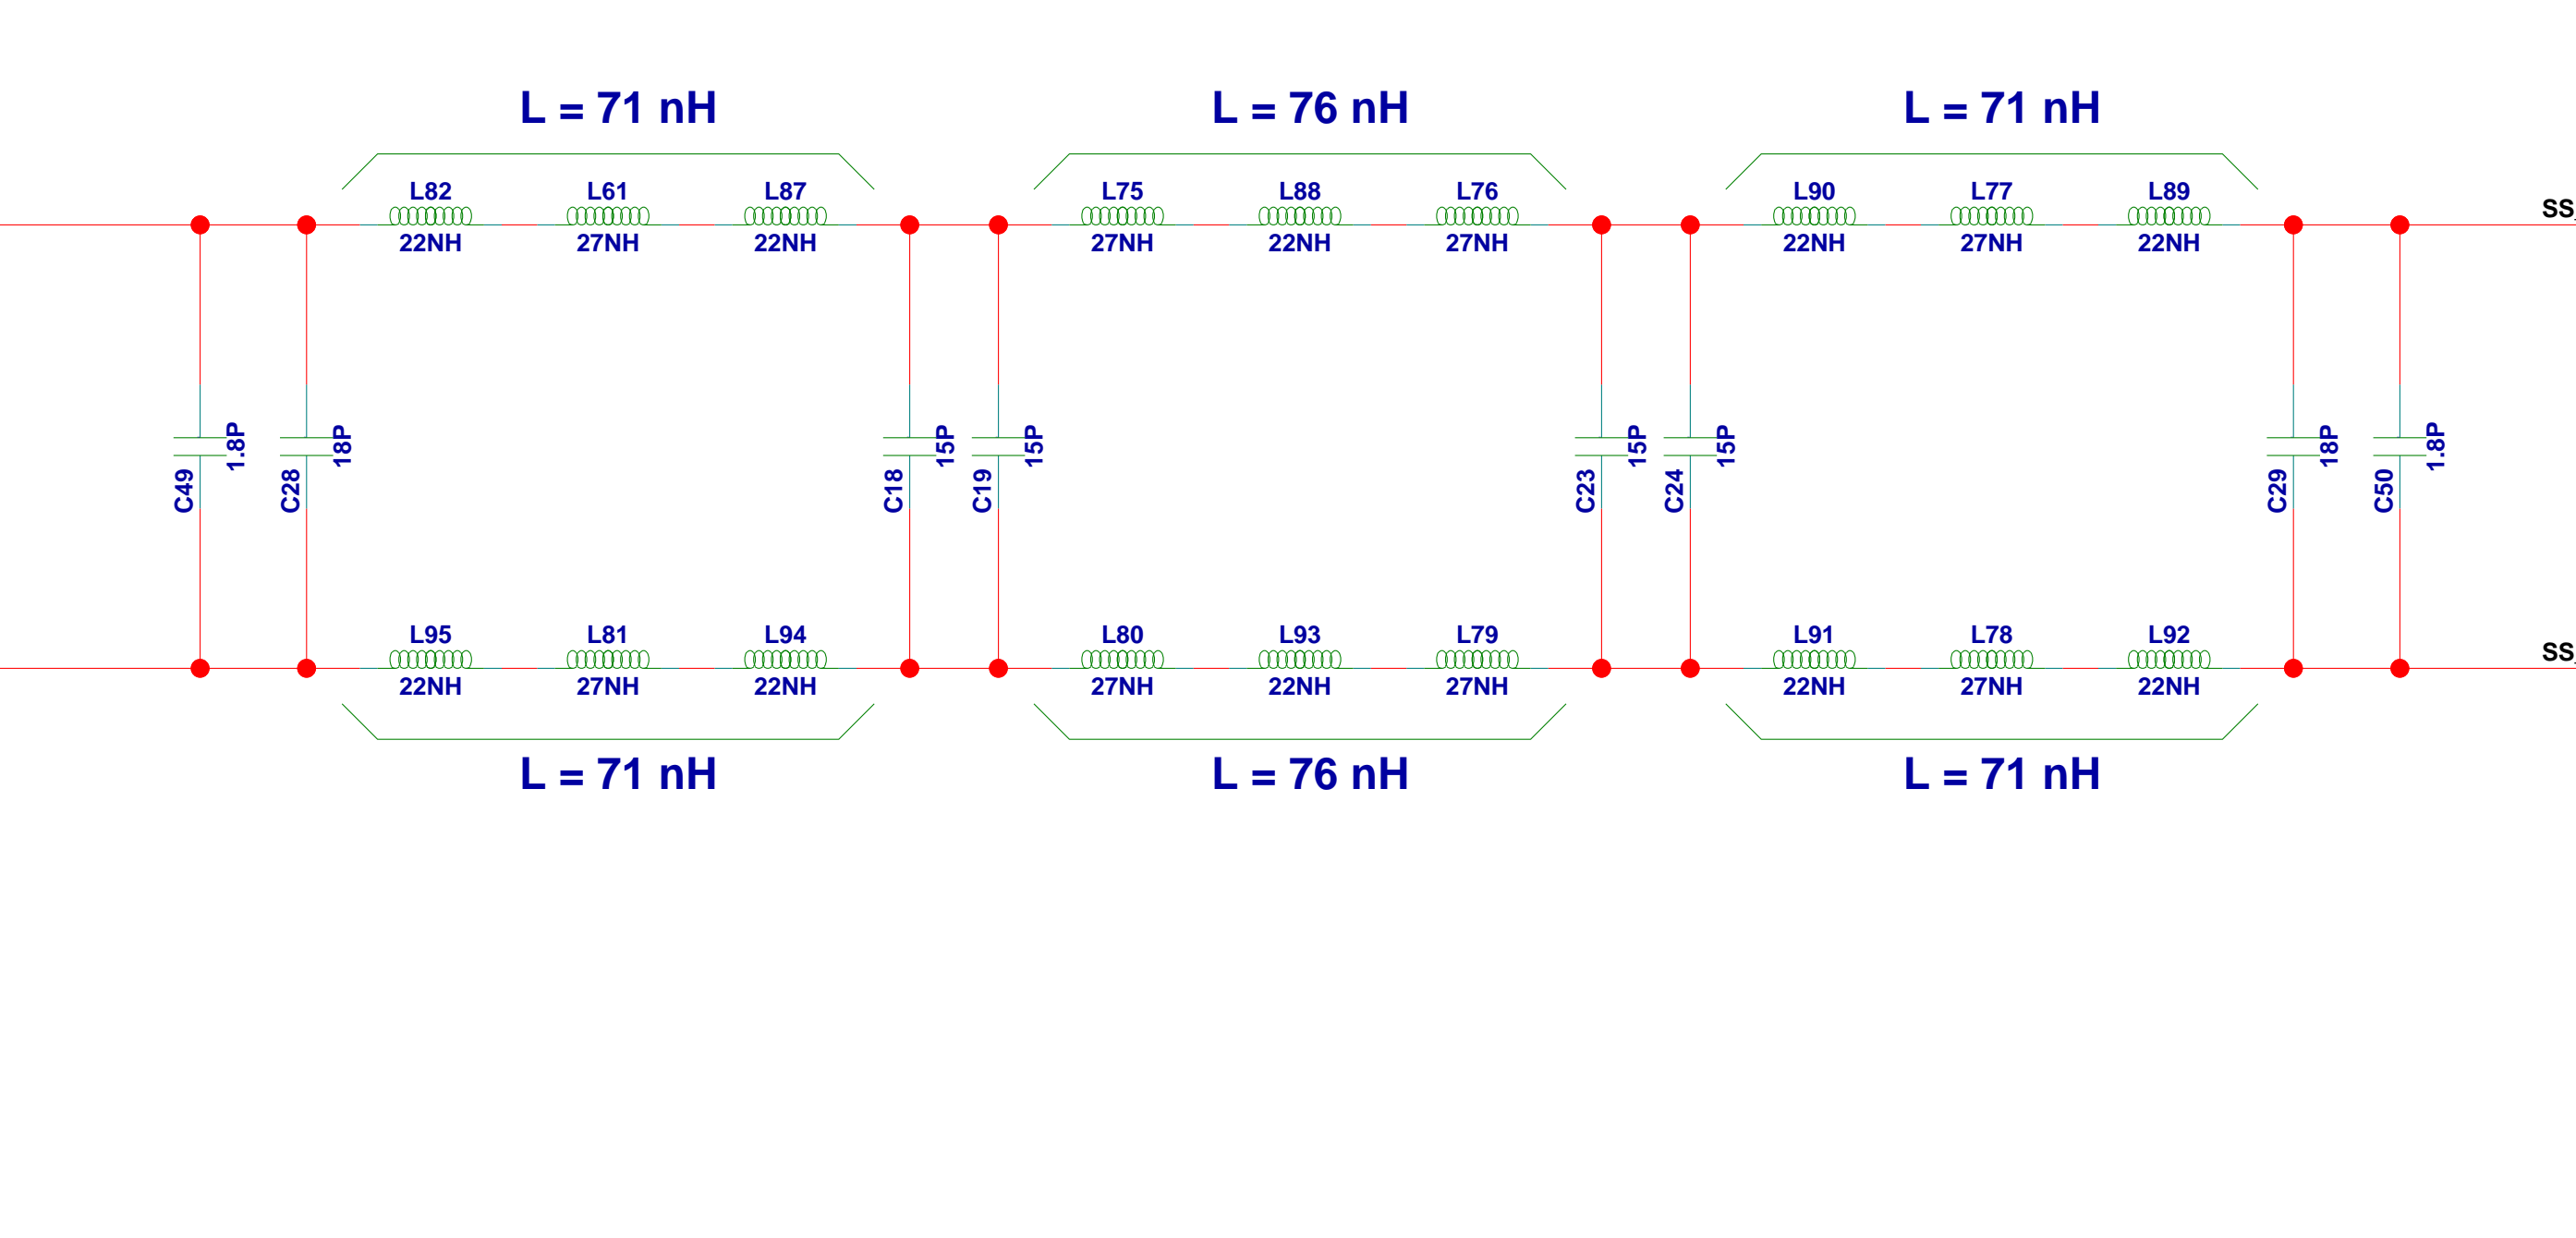 L = 71 nH
L = 76 nH
L = 71 nH
L82
L61
L87
L75
L88
L76
L90
L77
L89
SS_
22NH
27NH
22NH
27NH
22NH
27NH
22NH
27NH
22NH
C49
1.8P
C28
18P
C18
15P
C19
15P
C23
15P
C24
15P
C29
18P
C50
1.8P
L95
L81
L94
L80
L93
L79
L91
L78
L92
SS_
22NH
27NH
22NH
27NH
22NH
27NH
22NH
27NH
22NH
L = 71 nH
L = 76 nH
L = 71 nH